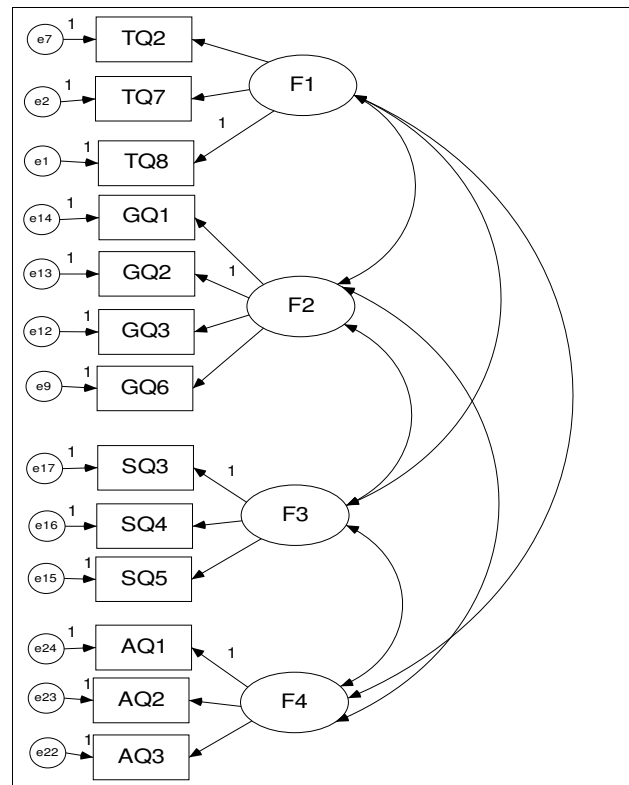 e7 1 TQ2
F1
e2 1 TQ7
1
e1 1 TQ8
e14 1 GQ1
e13 1 GQ2 1
F2
e12 1 GQ3
e9 1 GQ6
e17 1 SQ3 1
e16 1 SQ4 F3
e15 1 SQ5
e24 1 AQ1 1
e23 1 AQ2 F4
e22 1 AQ3